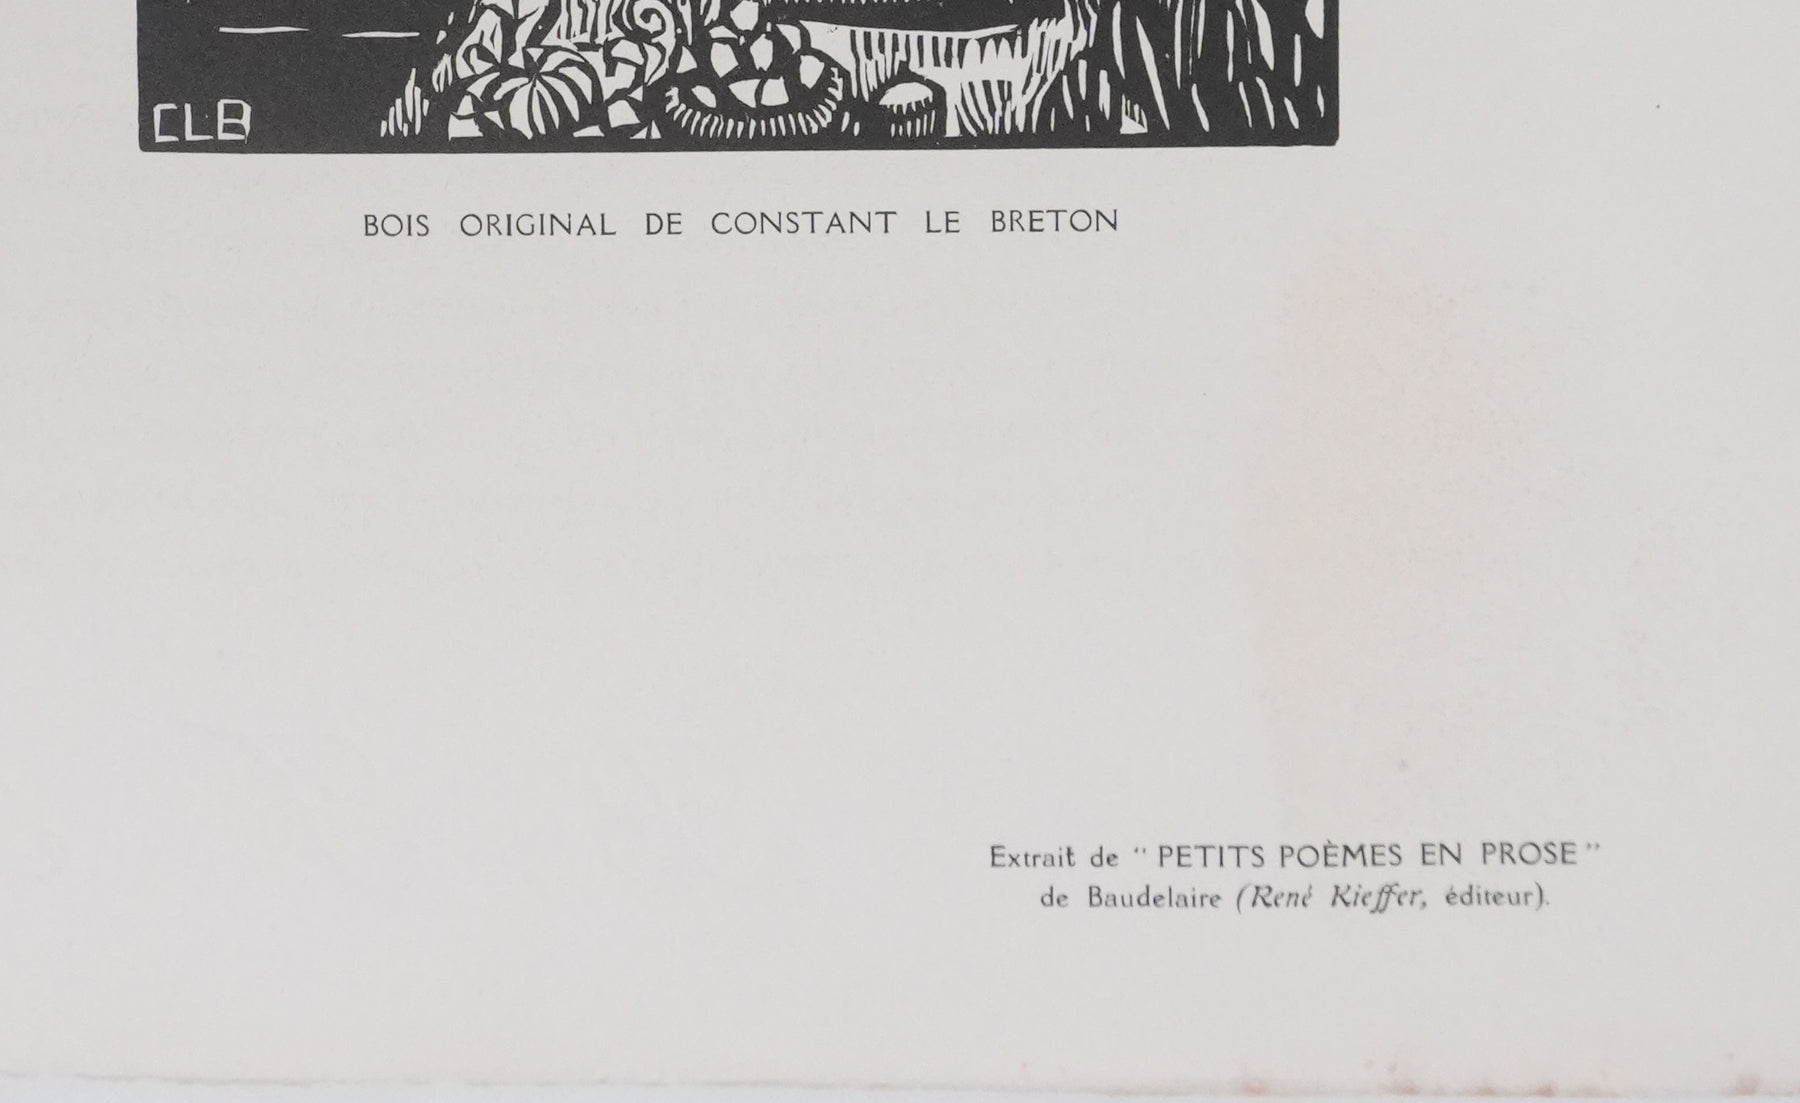 CLB
BOIS ORIGINAL DE CONSTANT LE BRETON
Extrait de “ PETITS POÈMES EN PROSE ”
de Baudelaire (René Kieffer, éditeur).